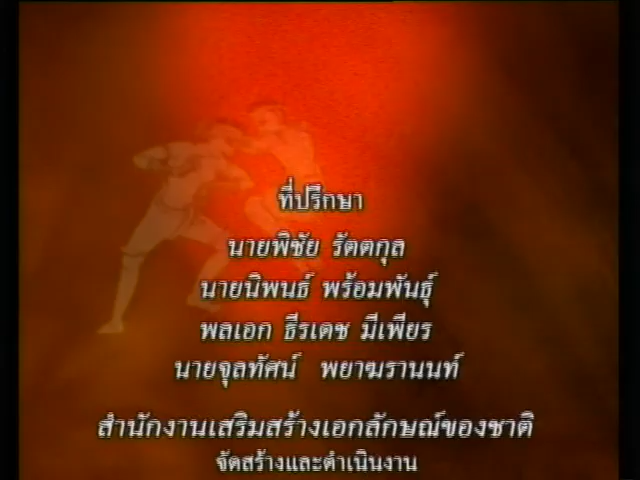 ที่ปรึกษา
นายพิชัย รัตตกุล
นายนิพนธ์ พร้อมพันธุ์
พลเอก ธีรเดช มีเพียร
นายจุลทัศน์ พยาฆรานนท์
สำนักงานเสริมสร้างเอกลักษณ์ของชาติ
จัดสร้างและดำเนินงาน